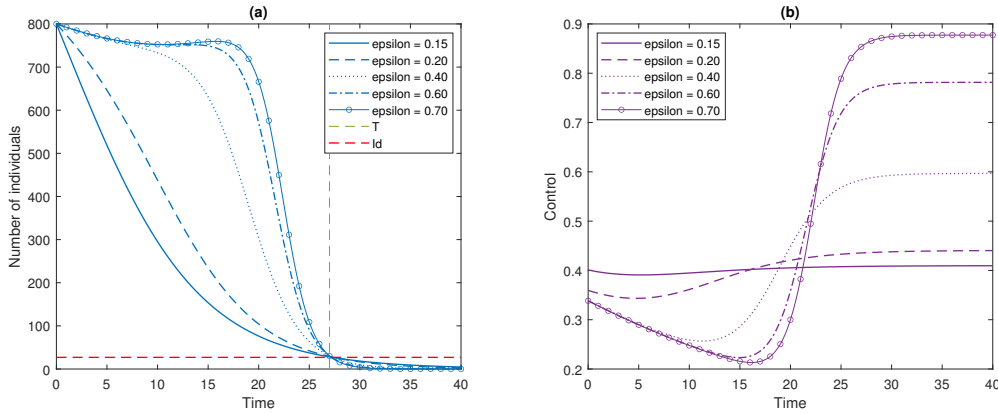 (a)
800
700
600
500
400
300
200
100
0
Number of individuals
0 5 10 15 20 25 30 35 40
Time
epsilon = 0.15
epsilon = 0.20
epsilon = 0.40
epsilon = 0.60
epsilon = 0.70
T
Id
(b)
0.9
0.8
0.7
0.6
0.5
0.4
0.3
0.2
Control
0 5 10 15 20 25 30 35 40
Time
epsilon = 0.15
epsilon = 0.20
epsilon = 0.40
epsilon = 0.60
epsilon = 0.70